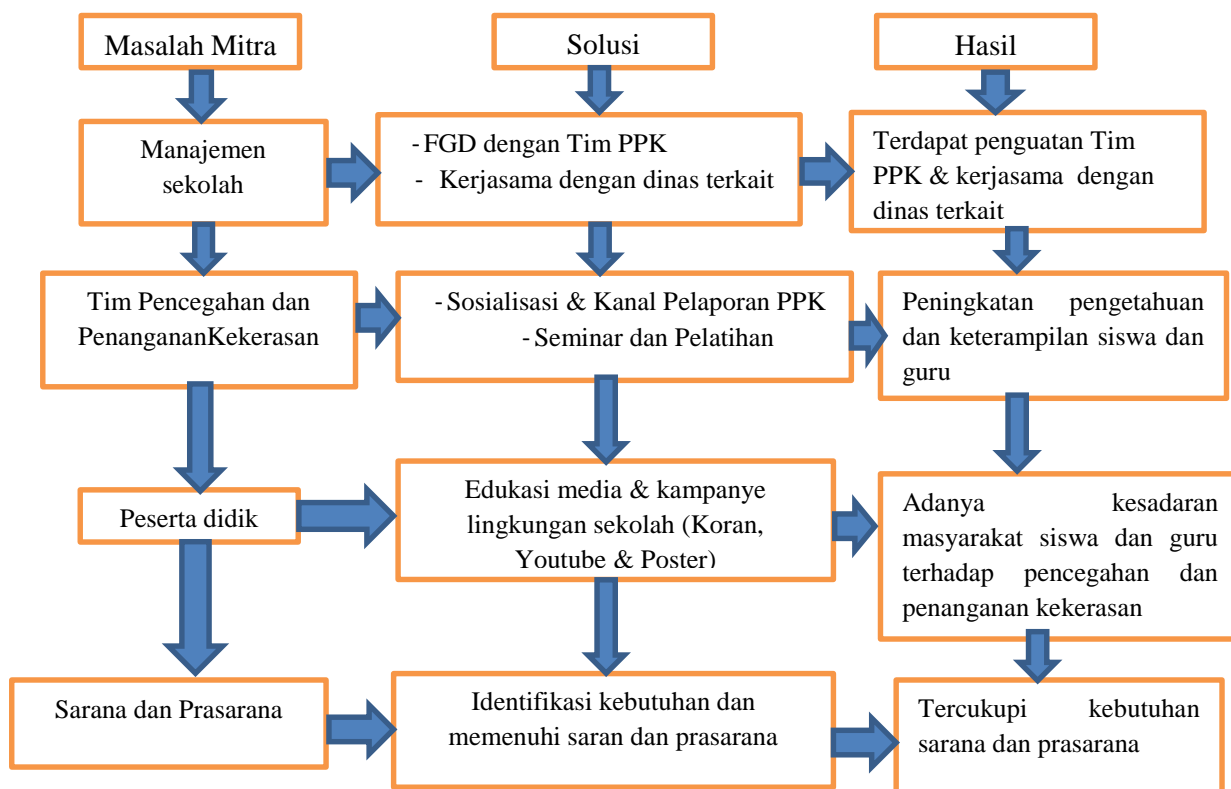 Masalah Mitra
Solusi
Hasil
Manajemen
sekolah
-FGD dengan Tim PPK
- Kerjasama dengan dinas terkait
Terdapat penguatan Tim
PPK & kerjasama dengan
dinas terkait
Tim Pencegahan dan
PenangananKekerasan
-Sosialisasi & Kanal Pelaporan PPK
-Seminar dan Pelatihan
Peningkatan pengetahuan
dan keterampilan siswa dan
guru
Peserta didik
Edukasi media & kampanye
lingkungan sekolah (Koran,
Youtube & Poster)
Adanya kesadaran
masyarakat siswa dan guru
terhadap pencegahan dan
penanganan kekerasan
Sarana dan Prasarana
Identifikasi kebutuhan dan
memenuhi saran dan prasarana
Tercukupi kebutuhan
sarana dan prasarana